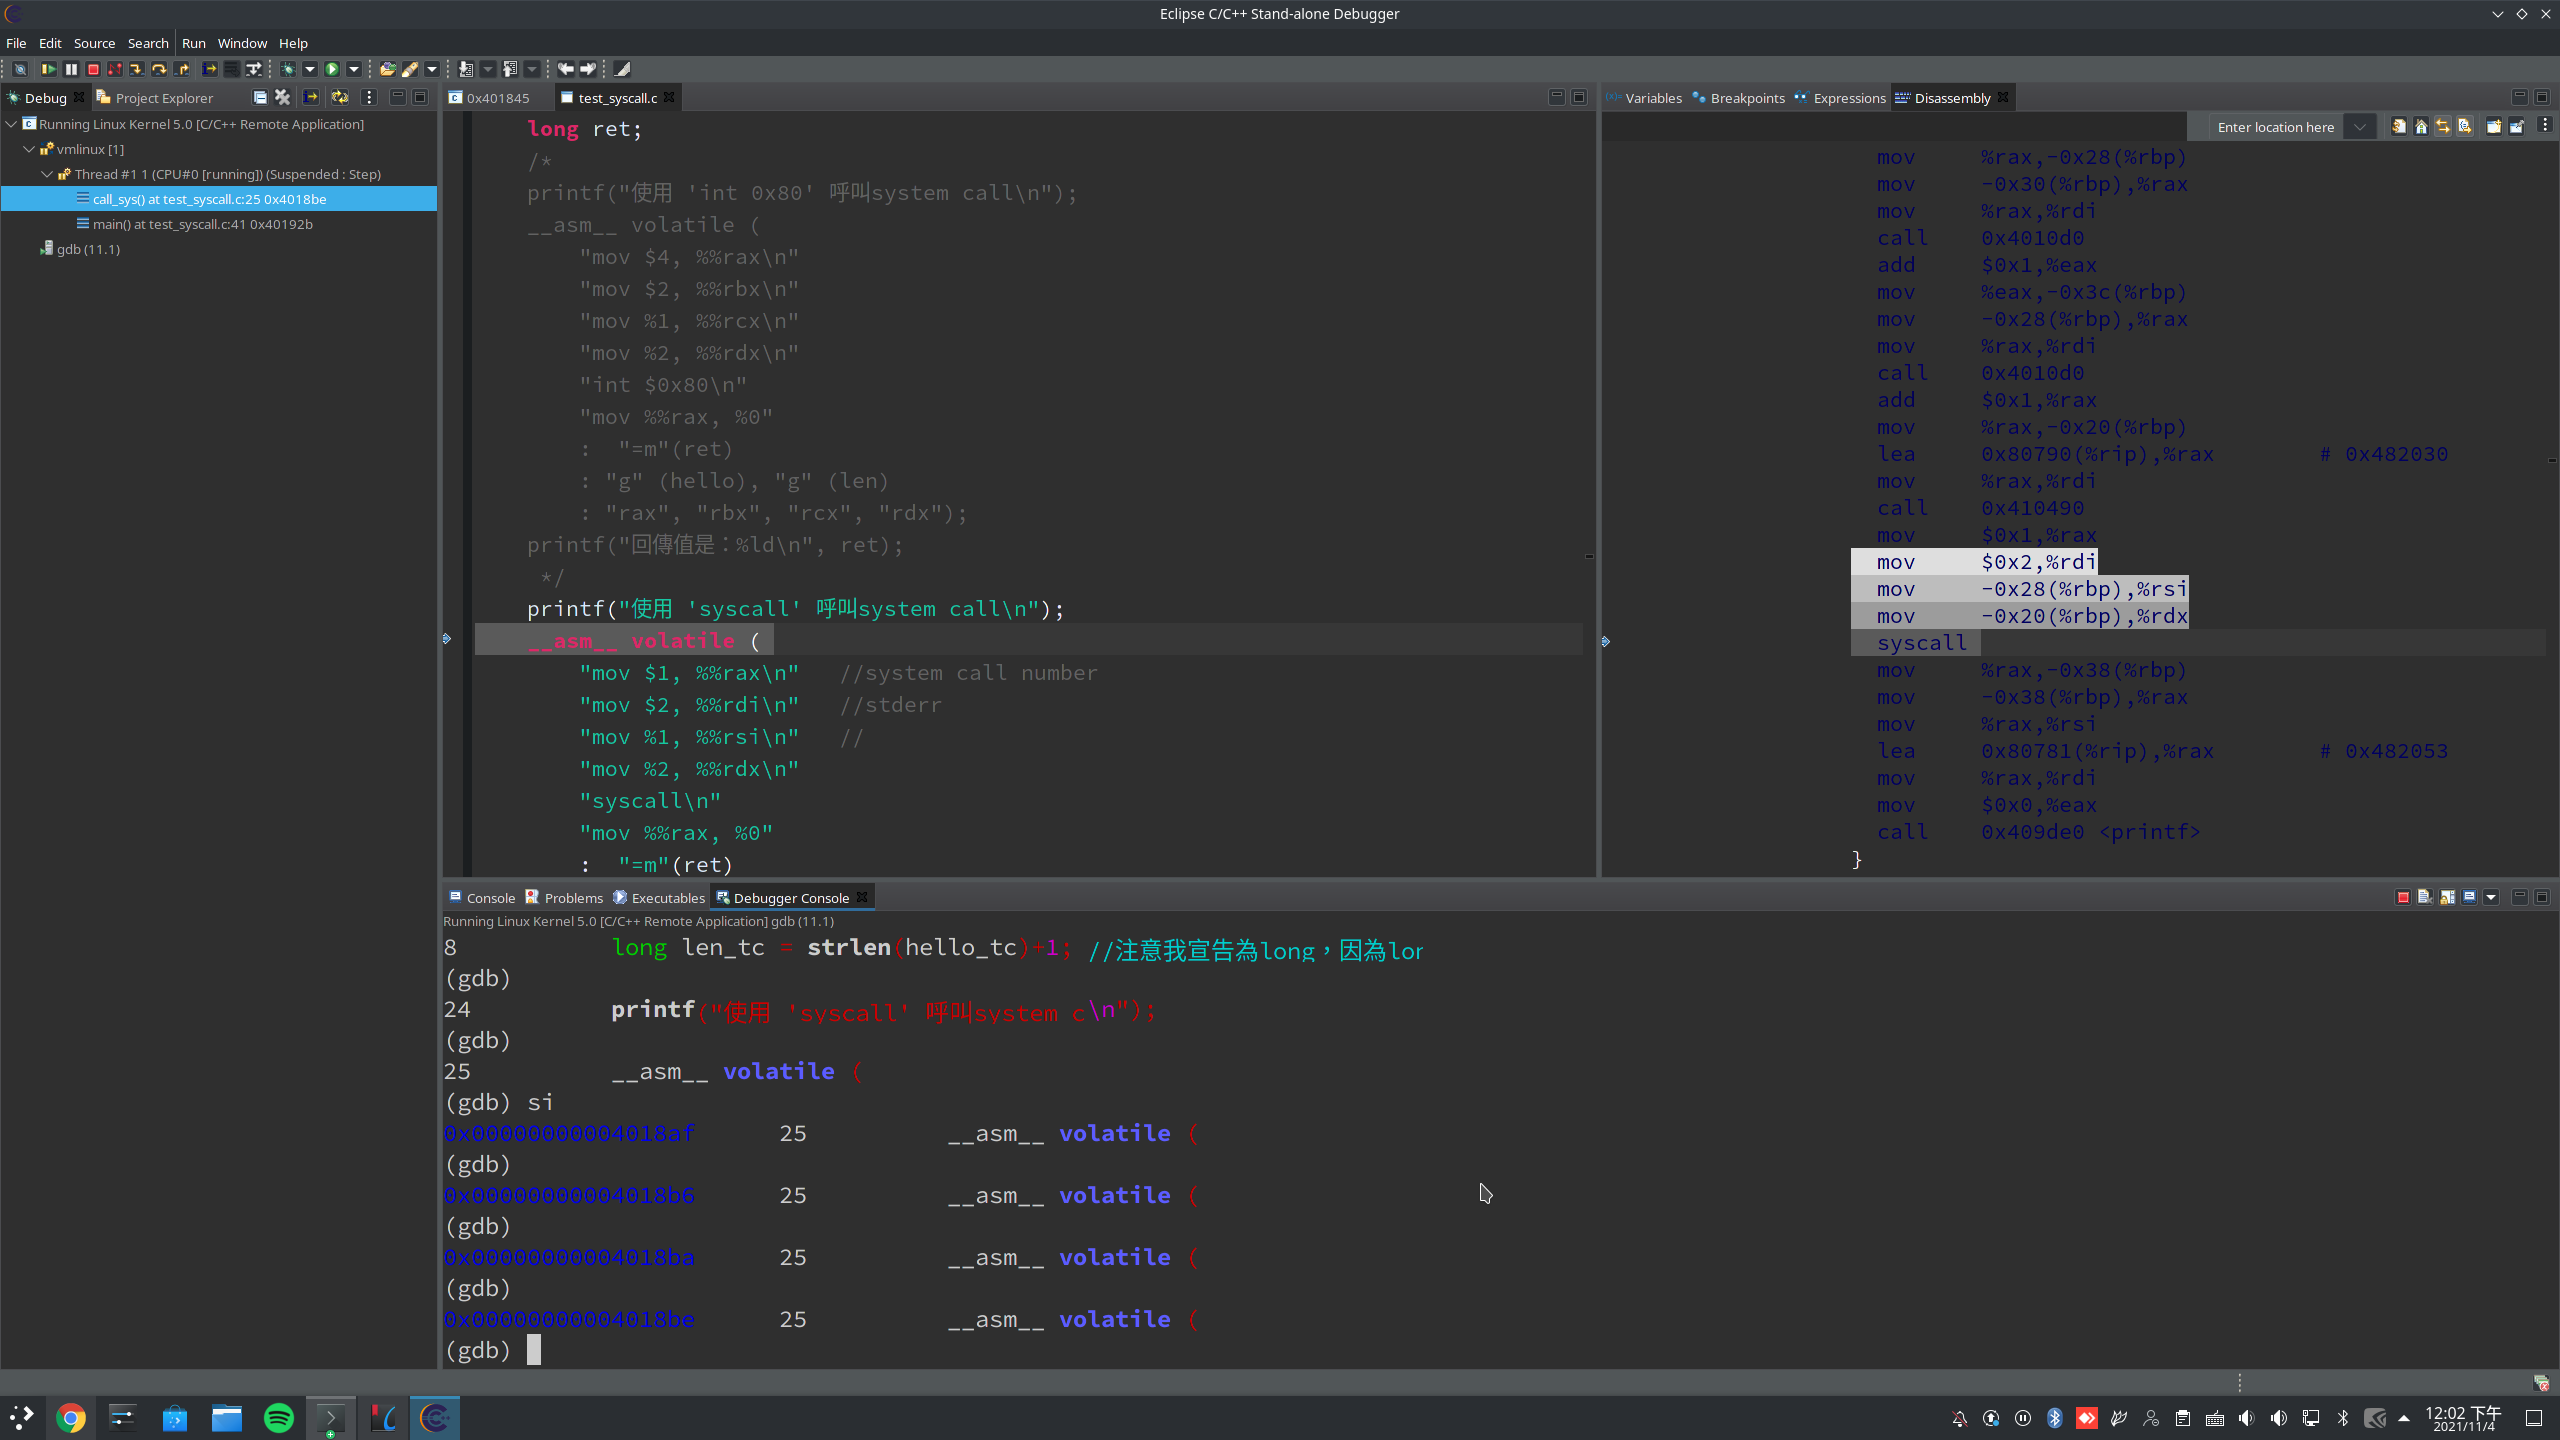 Eclipse C/C++ Stand-alone Debugger
File Edit Source Search Run Window Help
Debug Project Explorer
Running Linux Kernel 5.0 [C/C++ Remote Application]
vmlinux [1]
Thread #1 1 (CPU#0 [running]) (Suspended : Step)
call_sys() at test_syscall.c:25 0x4018be
main() at test_syscall.c:41 0x40192b
gdb (11.1)
0x401845 test_syscall.c
long ret;
/*
printf("使用 'int 0x80' 呼叫system call\n");
__asm__ volatile (
"mov $4, %%rax\n"
"mov $2, %%rbx\n"
"mov %1, %%rcx\n"
"mov %2, %%rdx\n"
"int $0x80\n"
"mov %%rax, %0"
: "=m"(ret)
: "g" (hello), "g" (len)
: "rax", "rbx", "rcx", "rdx");
printf("回傳值是：%ld\n", ret);
*/
printf("使用 'syscall' 呼叫system call\n");
__asm__ volatile (
"mov $1, %%rax\n" //system call number
"mov $2, %%rdi\n" //stderr
"mov %1, %%rsi\n" //
"mov %2, %%rdx\n"
"syscall\n"
"mov %%rax, %0"
: "=m"(ret)
Variables Breakpoints Expressions Disassembly
Enter location here
mov %rax,-0x28(%rbp)
mov -0x30(%rbp),%rax
mov %rax,%rdi
call 0x4010d0
add $0x1,%eax
mov %eax,-0x3c(%rbp)
mov -0x28(%rbp),%rax
mov %rax,%rdi
call 0x4010d0
add $0x1,%rax
mov %rax,-0x20(%rbp)
lea 0x80790(%rip),%rax # 0x482030
mov %rax,%rdi
call 0x410490
mov $0x1,%rax
mov $0x2,%rdi
mov -0x28(%rbp),%rsi
mov -0x20(%rbp),%rdx
syscall
mov %rax,-0x38(%rbp)
mov -0x38(%rbp),%rax
mov %rax,%rsi
lea 0x80781(%rip),%rax # 0x482053
mov %rax,%rdi
mov $0x0,%eax
call 0x409de0 <printf>
}
Console Problems Executables Debugger Console
Running Linux Kernel 5.0 [C/C++ Remote Application] gdb (11.1)
8 long len_tc = strlen(hello_tc)+1; //注意我宣告為long，因為lor
(gdb)
24 printf("使用 'syscall' 呼叫system c\n");
(gdb)
25 __asm__ volatile (
(gdb) si
0x00000000004018af 25 __asm__ volatile (
(gdb)
0x00000000004018b6 25 __asm__ volatile (
(gdb)
0x00000000004018ba 25 __asm__ volatile (
(gdb)
0x00000000004018be 25 __asm__ volatile (
(gdb)
12:02 下午
2021/11/4